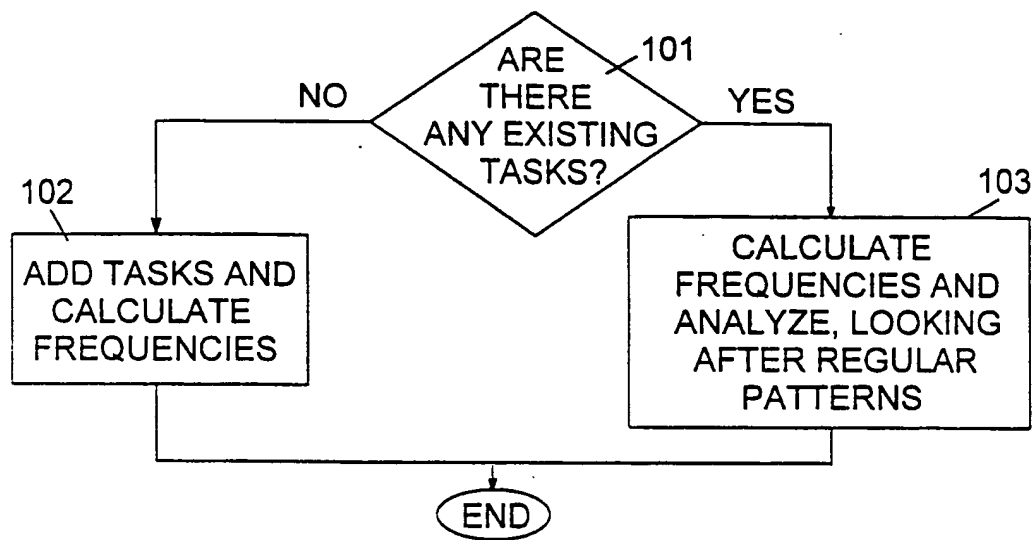 101
ARE
THERE
ANY EXISTING
TASKS?
NO
YES
102
ADD TASKS AND
CALCULATE
FREQUENCIES
103
CALCULATE
FREQUENCIES AND
ANALYZE, LOOKING
AFTER REGULAR
PATTERNS
END